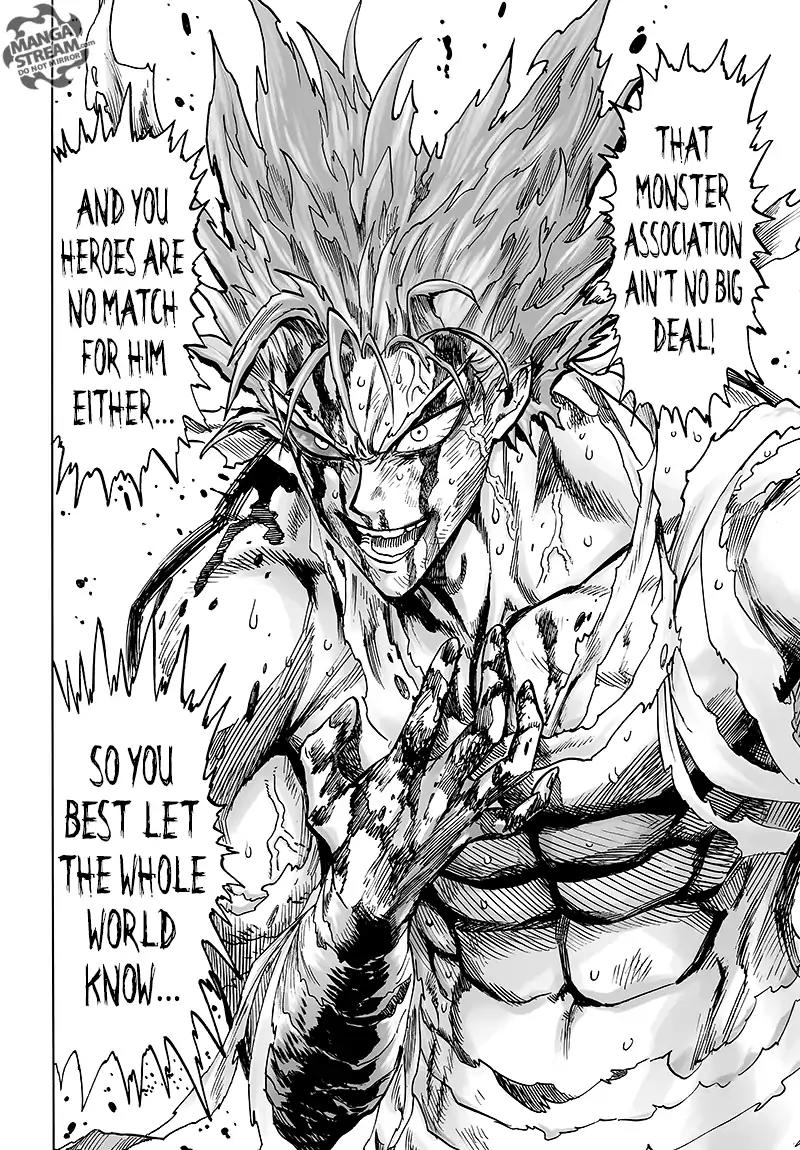 MANGA
STREAM.com
DO NOT MIRROR!
THAT
MONSTER
ASSOCIATION
AIN'T NO BIG
DEAL!
AND YOU
HEROES ARE
NO MATCH
FOR HIM
EITHER...
SO YOU
BEST LET
THE WHOLE
WORLD
KNOW...